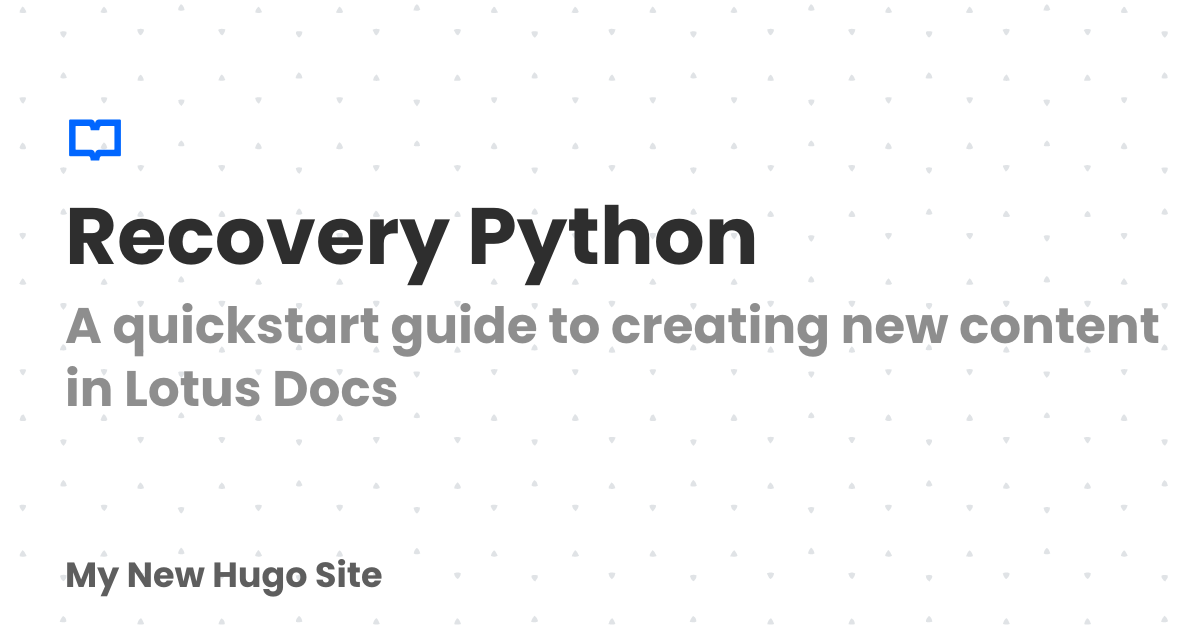 Recovery Python
A quickstart guide to creating new content
in Lotus Docs
My New Hugo Site